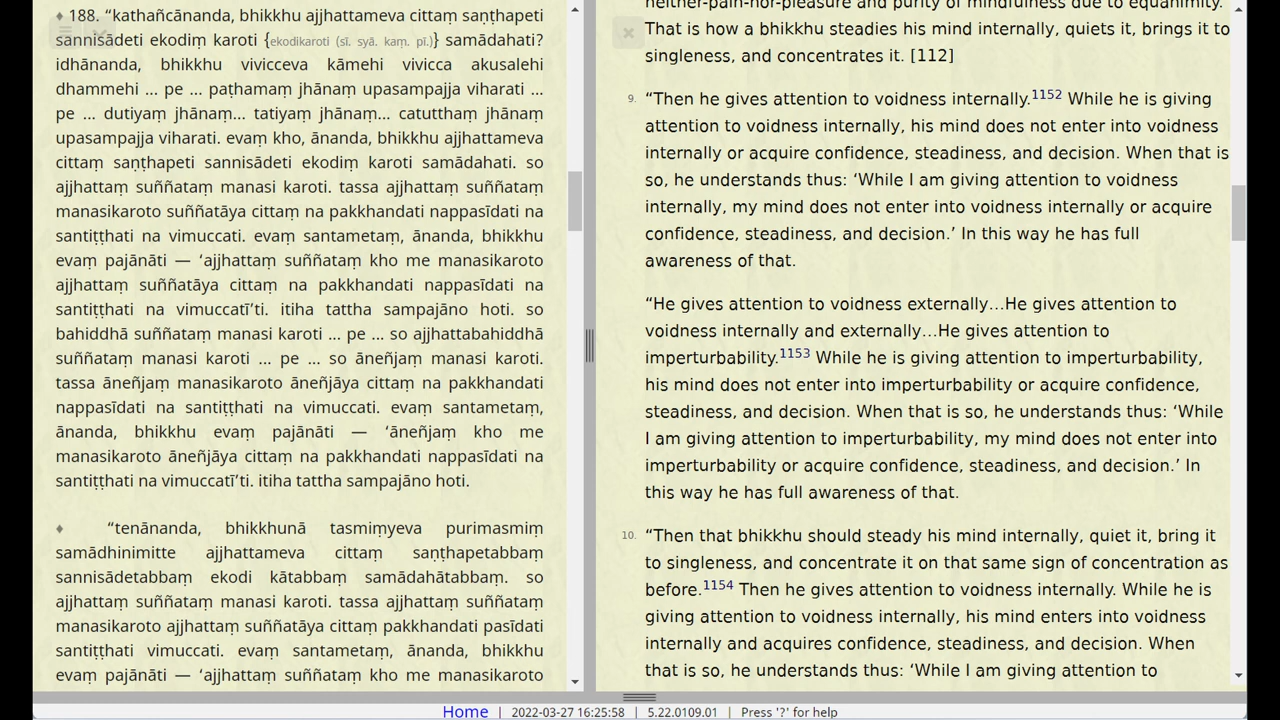 ♦ 188. “kathañcānanda, bhikkhu ajjhattameva cittaṃ saṇṭhapeti
sannisādeti ekodiṃ karoti {ekodikaroti (sī. syā. kaṃ. pī.)} samādahati?
idhānanda, bhikkhu vivicceva kāmehi vivicca akusalehi
dhammehi ... pe ... paṭhamaṃ jhānaṃ upasampajja viharati ...
pe ... dutiyaṃ jhānaṃ... tatiyaṃ jhānaṃ... catutthaṃ jhānaṃ
upasampajja viharati. evaṃ kho, ānanda, bhikkhu ajjhattameva
cittaṃ saṇṭhapeti sannisādeti ekodiṃ karoti samādahati. so
ajjhattaṃ suññataṃ manasi karoti. tassa ajjhattaṃ suññataṃ
manasikaroto suññatāya cittaṃ na pakkhandati nappasīdati na
santiṭṭhati na vimuccati. evaṃ santametaṃ, ānanda, bhikkhu
evaṃ pajānāti — ‘ajjhattaṃ suññataṃ kho me manasikaroto
ajjhattaṃ suññatāya cittaṃ na pakkhandati nappasīdati na
santiṭṭhati na vimuccatī’ti. itiha tattha sampajāno hoti. so
bahiddhā suññataṃ manasi karoti ... pe ... so ajjhattabahiddhā
suññataṃ manasi karoti ... pe ... so āneñjaṃ manasi karoti.
tassa āneñjaṃ manasikaroto āneñjāya cittaṃ na pakkhandati
nappasīdati na santiṭṭhati na vimuccati. evaṃ santametaṃ,
ānanda, bhikkhu evaṃ pajānāti — ‘āneñjaṃ kho me
manasikaroto āneñjāya cittaṃ na pakkhandati nappasīdati na
santiṭṭhati na vimuccatī’ti. itiha tattha sampajāno hoti.
♦ “tenānanda, bhikkhunā tasmiṃyeva purimasmiṃ
samādhinimitte ajjhattameva cittaṃ saṇṭhapetabbaṃ
sannisādetabbaṃ ekodi kātabbaṃ samādahātabbaṃ. so
ajjhattaṃ suññataṃ manasi karoti. tassa ajjhattaṃ suññataṃ
manasikaroto ajjhattaṃ suññatāya cittaṃ pakkhandati pasīdati
santiṭṭhati vimuccati. evaṃ santametaṃ, ānanda, bhikkhu
evaṃ pajānāti — ‘ajjhattaṃ suññataṃ kho me manasikaroto
neither-pain-nor-pleasure and purity of mindfulness due to equanimity.
That is how a bhikkhu steadies his mind internally, quiets it, brings it to
singleness, and concentrates it. [112]
9. “Then he gives attention to voidness internally.1152 While he is giving
attention to voidness internally, his mind does not enter into voidness
internally or acquire confidence, steadiness, and decision. When that is
so, he understands thus: ‘While I am giving attention to voidness
internally, my mind does not enter into voidness internally or acquire
confidence, steadiness, and decision.’ In this way he has full
awareness of that.
“He gives attention to voidness externally…He gives attention to
voidness internally and externally…He gives attention to
imperturbability.1153 While he is giving attention to imperturbability,
his mind does not enter into imperturbability or acquire confidence,
steadiness, and decision. When that is so, he understands thus: ‘While
I am giving attention to imperturbability, my mind does not enter into
imperturbability or acquire confidence, steadiness, and decision.’ In
this way he has full awareness of that.
10. “Then that bhikkhu should steady his mind internally, quiet it, bring it
to singleness, and concentrate it on that same sign of concentration as
before.1154 Then he gives attention to voidness internally. While he is
giving attention to voidness internally, his mind enters into voidness
internally and acquires confidence, steadiness, and decision. When
that is so, he understands thus: ‘While I am giving attention to
Home | 2022-03-27 16:25:58 | 5.22.0109.01 | Press '?' for help